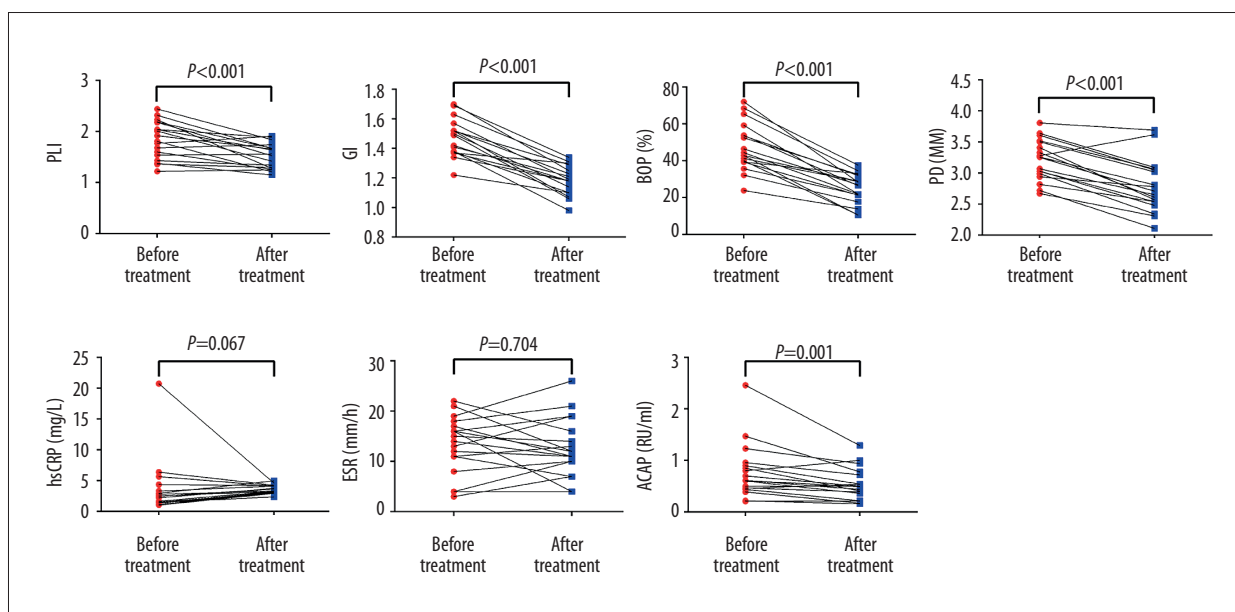 P<0.001
PLI
3
2
1
0
Before treatment
After treatment
P<0.001
GI
1.8
1.6
1.4
1.2
1.0
0.8
Before treatment
After treatment
P<0.001
BOP (%)
80
60
40
20
0
Before treatment
After treatment
P<0.001
PD (MM)
4.5
4.0
3.5
3.0
2.5
2.0
Before treatment
After treatment
P=0.067
hsCRP (mg/L)
25
20
15
10
5
0
Before treatment
After treatment
P=0.704
ESR (mm/h)
30
20
10
0
Before treatment
After treatment
P=0.001
ACAP (RU/ml)
3
2
1
0
Before treatment
After treatment